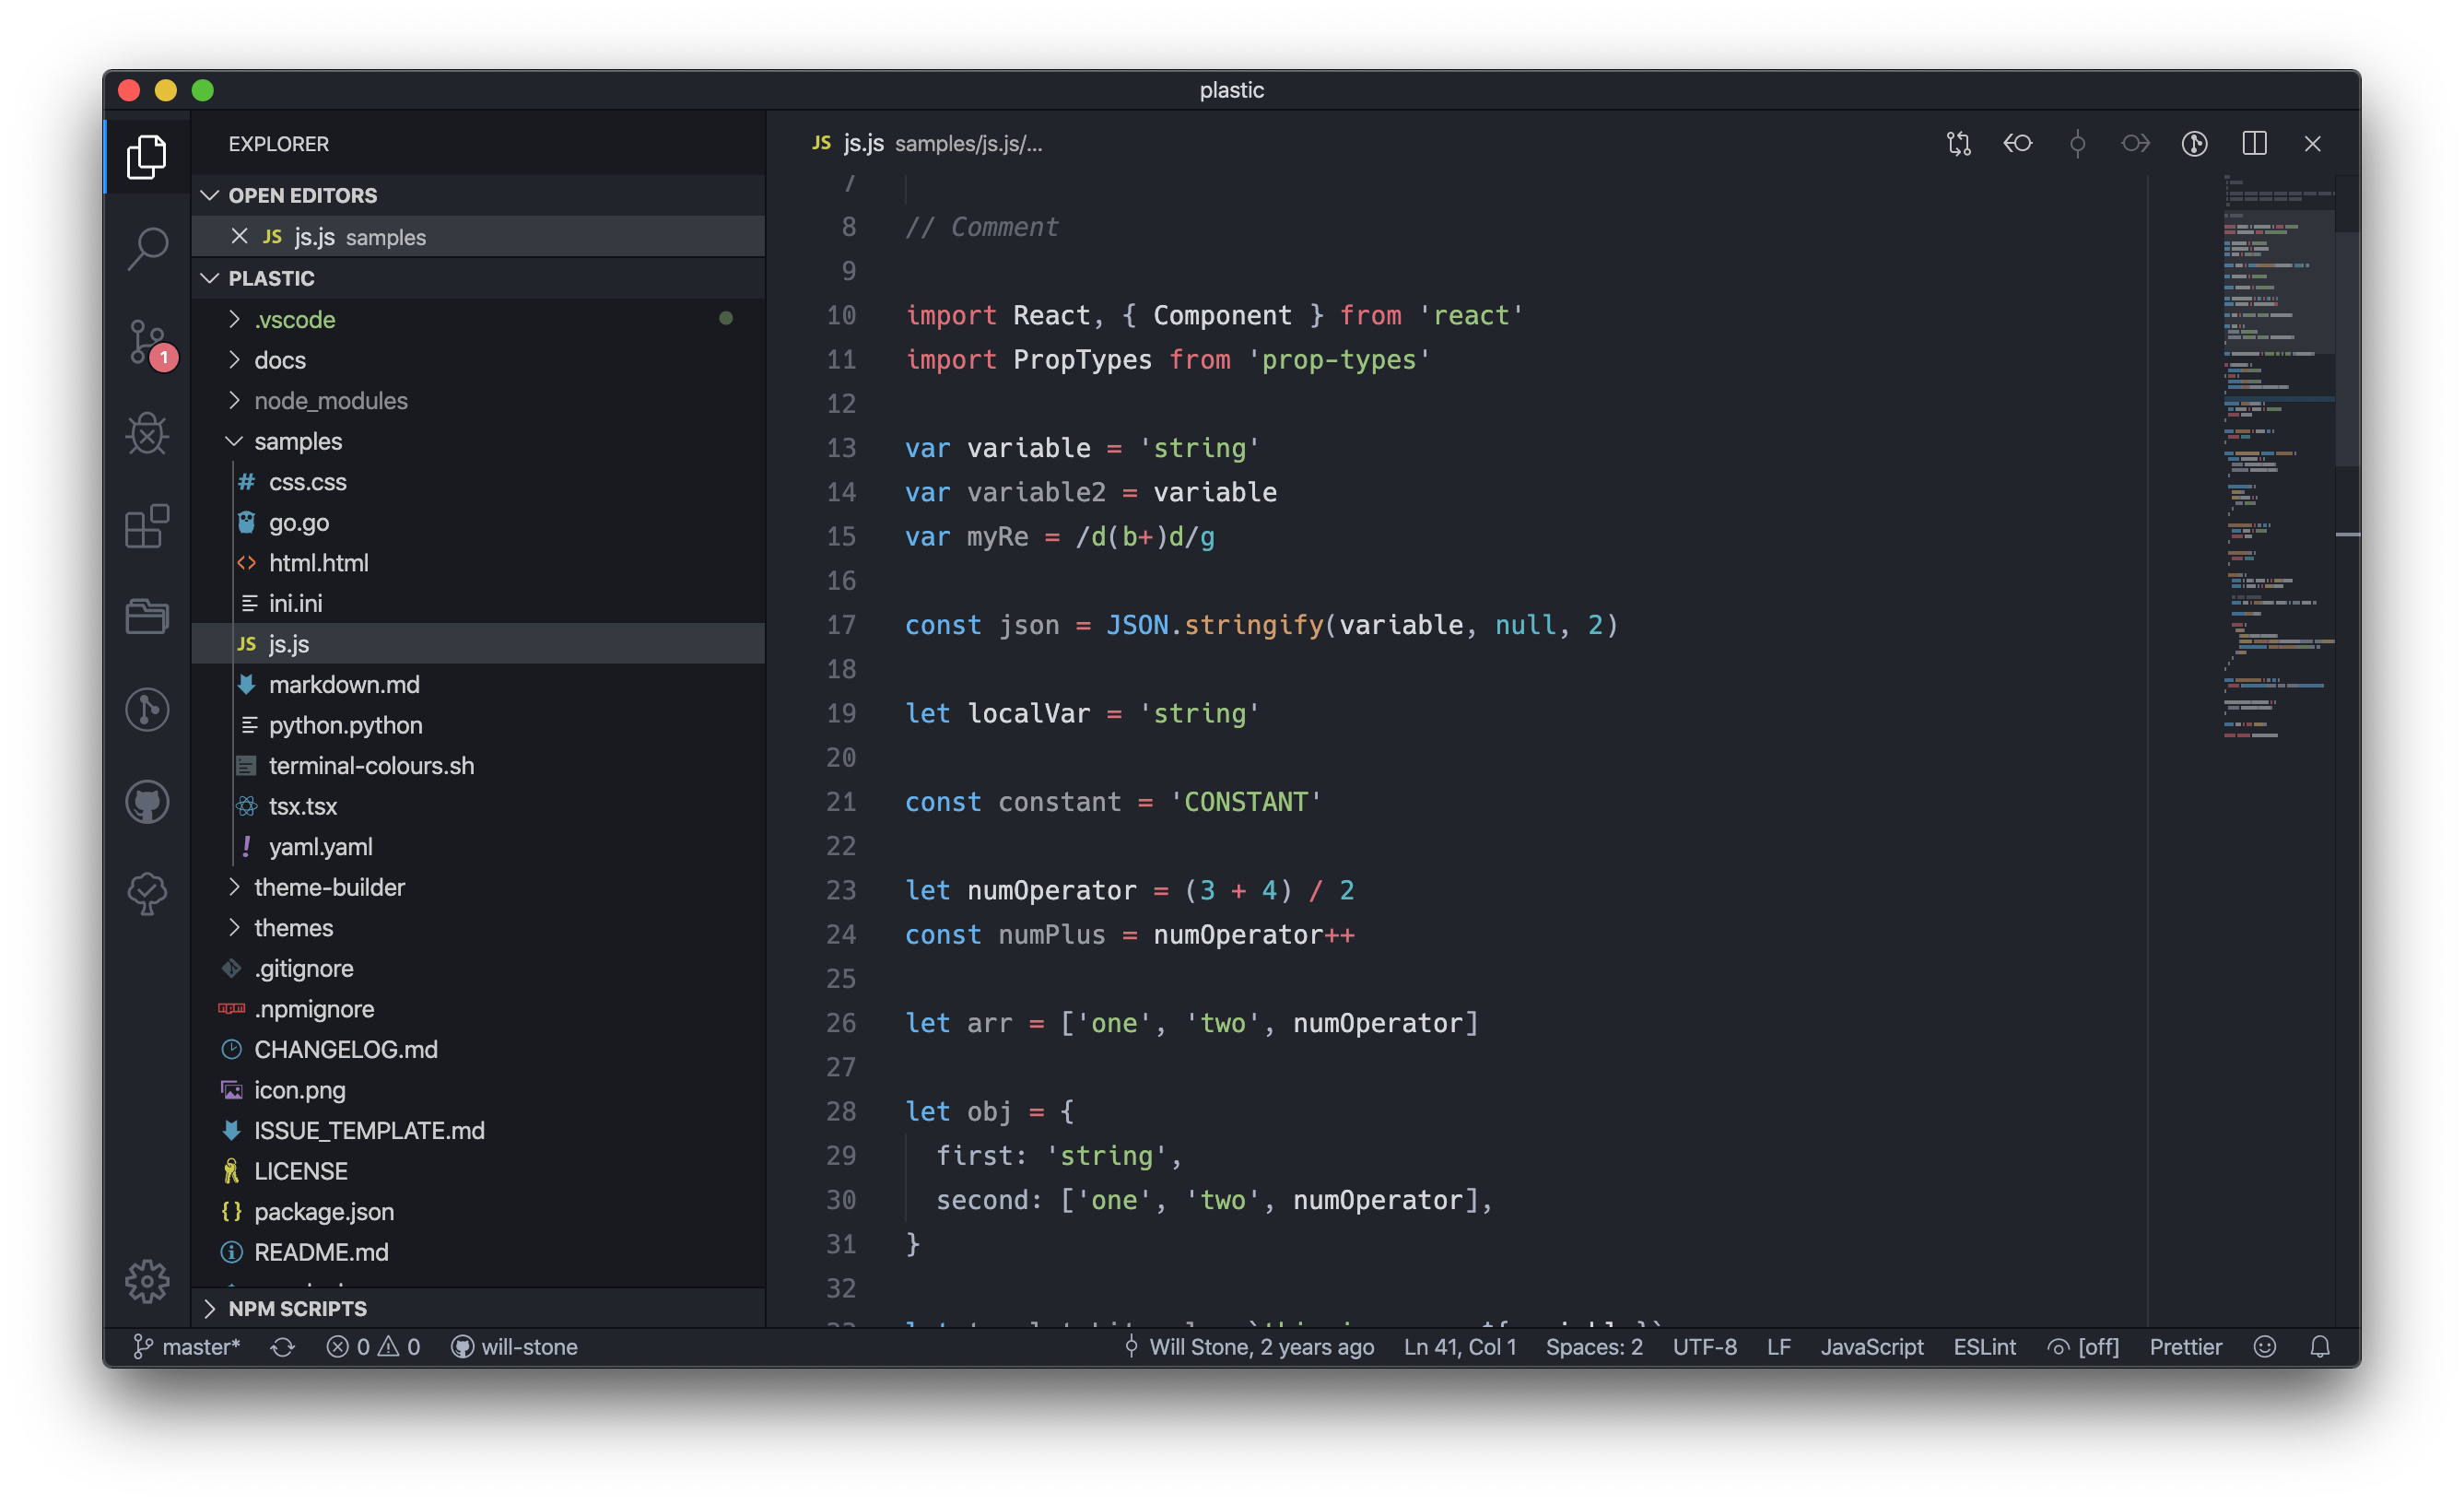 plastic
EXPLORER
OPEN EDITORS
JS js.js samples
PLASTIC
.vscode
docs
node_modules
samples
# css.css
go.go
<> html.html
ini.ini
JS js.js
markdown.md
python.python
terminal-colours.sh
tsx.tsx
! yaml.yaml
theme-builder
themes
.gitignore
.npmignore
CHANGELOG.md
icon.png
ISSUE_TEMPLATE.md
LICENSE
{} package.json
README.md
NPM SCRIPTS
1
JS js.js samples/js.js/...
7
8 // Comment
9
10 import React, { Component } from 'react'
11 import PropTypes from 'prop-types'
12
13 var variable = 'string'
14 var variable2 = variable
15 var myRe = /d(b+)d/g
16
17 const json = JSON.stringify(variable, null, 2)
18
19 let localVar = 'string'
20
21 const constant = 'CONSTANT'
22
23 let numOperator = (3 + 4) / 2
24 const numPlus = numOperator++
25
26 let arr = ['one', 'two', numOperator]
27
28 let obj = {
29 first: 'string',
30 second: ['one', 'two', numOperator],
31 }
32
master* 0 0 will-stone Will Stone, 2 years ago Ln 41, Col 1 Spaces: 2 UTF-8 LF JavaScript ESLint [off] Prettier